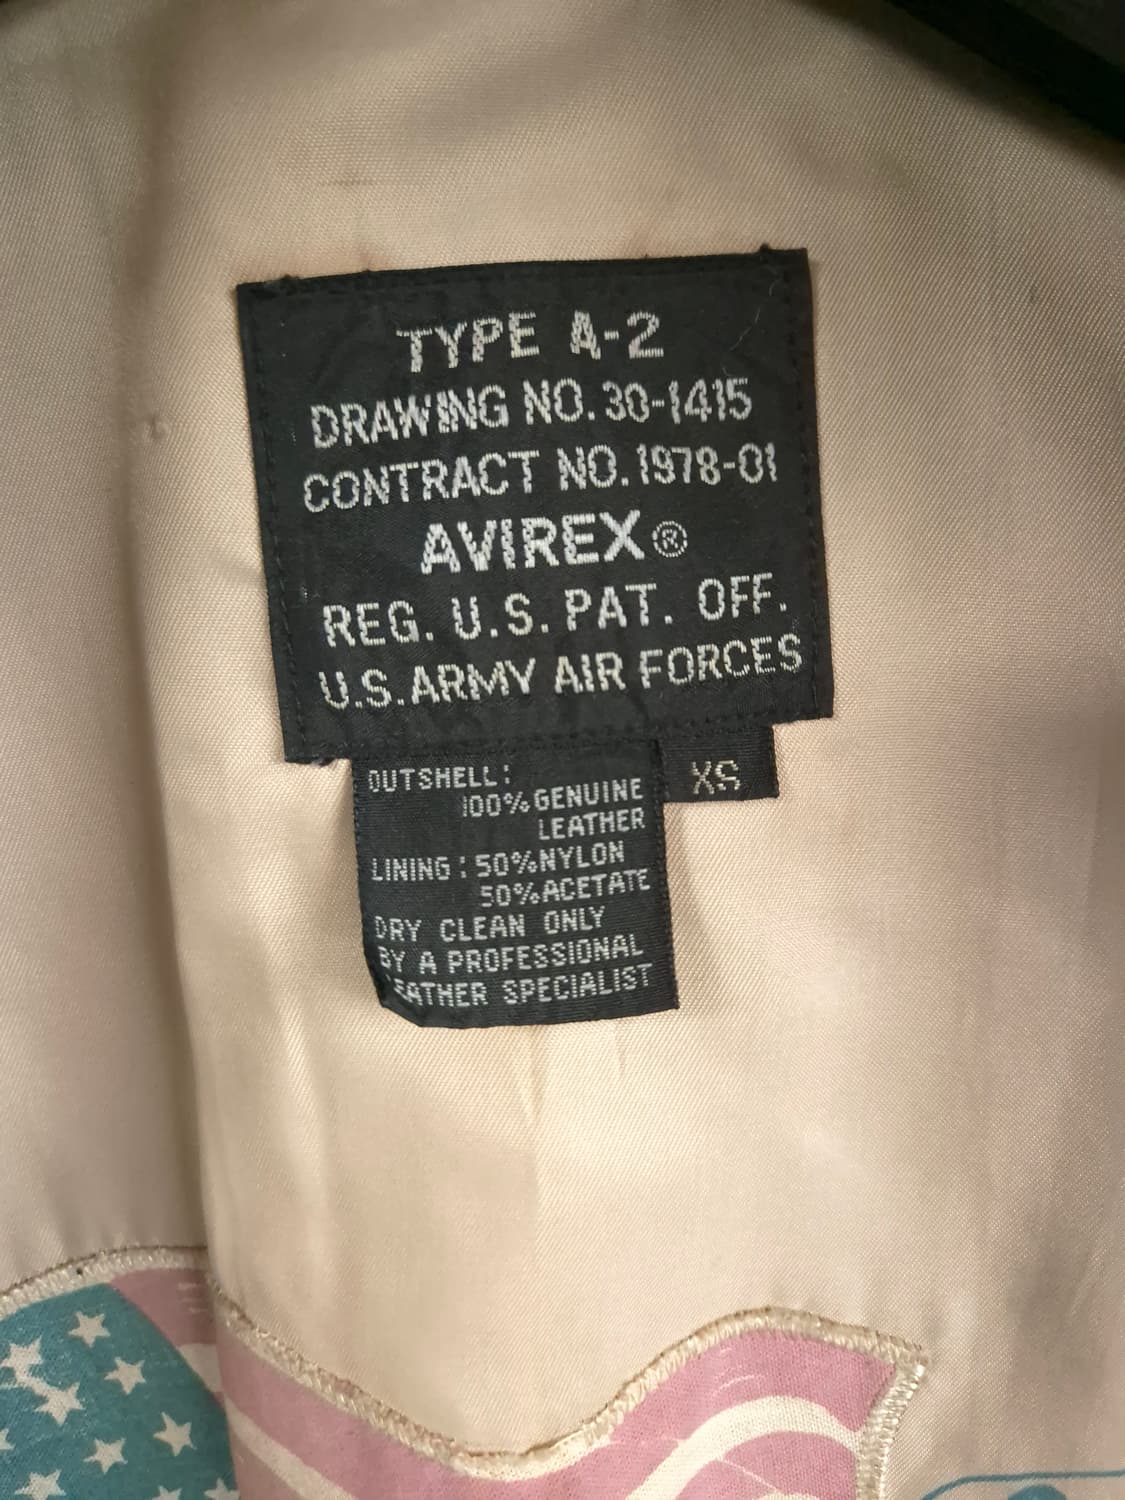 TYPE A-2
DRAWING NO. 30-1415
CONTRACT NO. 1978-01
AVIREX®
REG. U.S. PAT. OFF.
U.S. ARMY AIR FORCES
XS
OUTSHELL:
100% GENUINE
LEATHER
LINING: 50% NYLON
50% ACETATE
DRY CLEAN ONLY
BY A PROFESSIONAL
LEATHER SPECIALIST